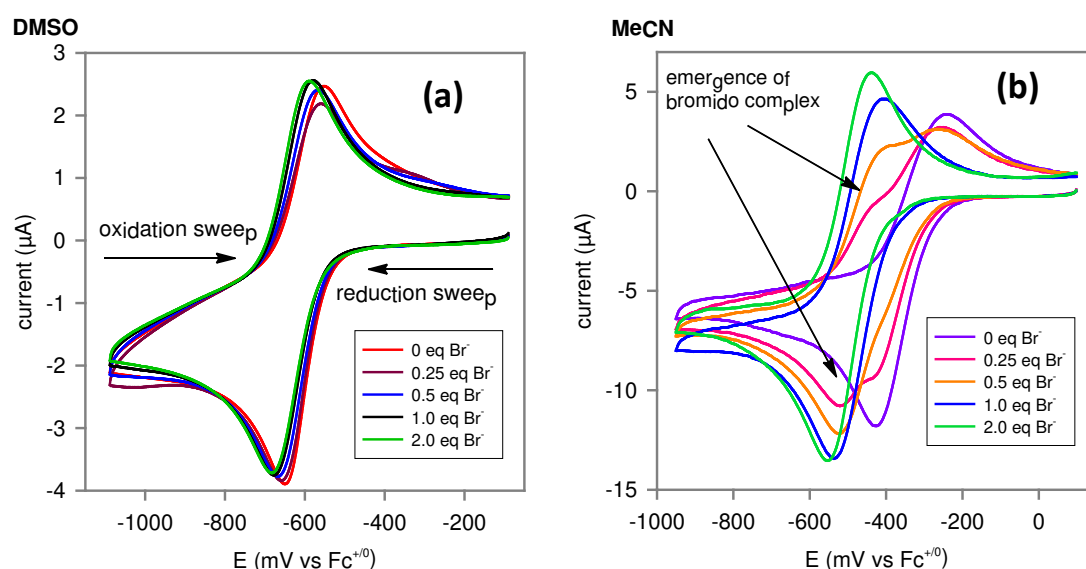 DMSO
(a)
3
2
1
0
-1
-2
-3
-4
current (µA)
oxidation sweep
reduction sweep
0 eq Br⁻
0.25 eq Br⁻
0.5 eq Br⁻
1.0 eq Br⁻
2.0 eq Br⁻
-1000 -800 -600 -400 -200
E (mV vs Fc⁺ᐟ⁰)
MeCN
(b)
emergence of
bromido complex
5
0
-5
-10
-15
current (µA)
0 eq Br⁻
0.25 eq Br⁻
0.5 eq Br⁻
1.0 eq Br⁻
2.0 eq Br⁻
-1000 -800 -600 -400 -200 0
E (mV vs Fc⁺ᐟ⁰)